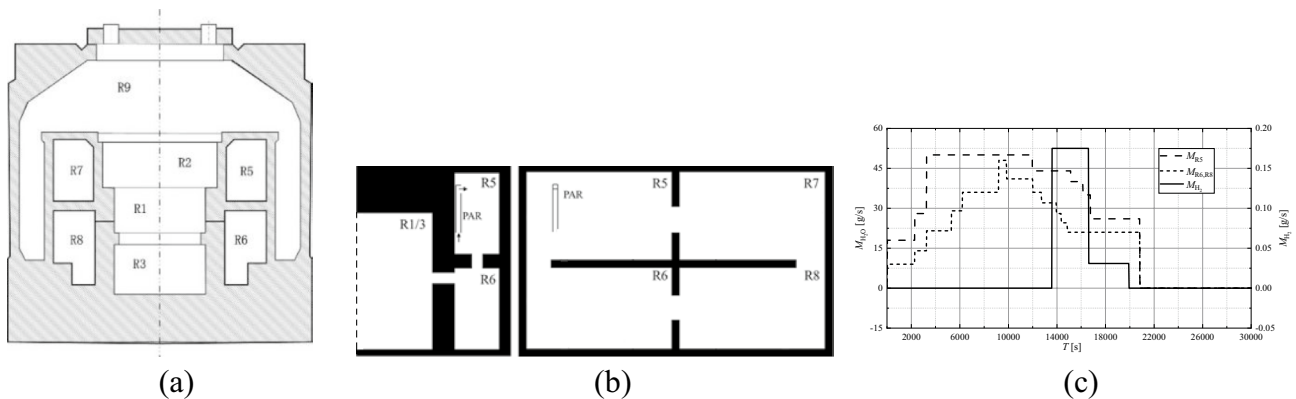 R9
R7
R2
R5
R1
R8
R6
R3
(a)
R5
R1/3
PAR
R6
R5
R7
PAR
R6
R8
(b)
60
45
30
15
0
-15
M_H₂O [g/s]
2000 6000 10000 14000 18000 22000 26000 30000
T [s]
M_R5
M_R6,R8
M_H₂
0.20
0.15
0.10
0.05
0.00
-0.05
M_H₂ [g/s]
(c)